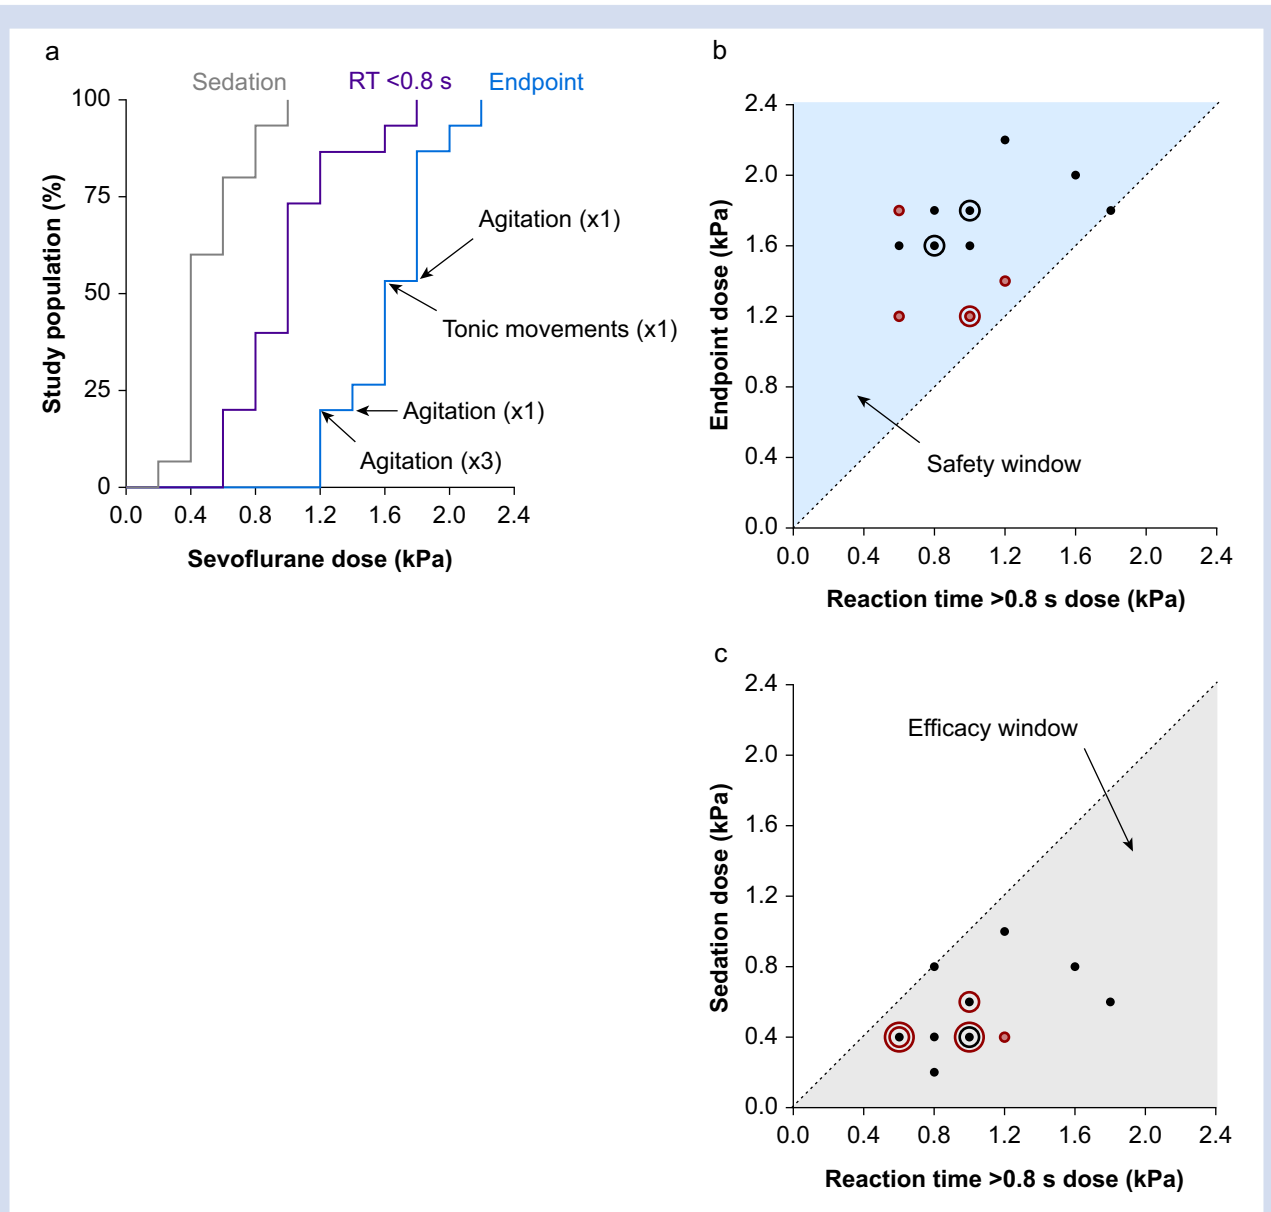 a
Sedation
RT <0.8 s
Endpoint
100
75
50
25
0
Study population (%)
Agitation (x1)
Tonic movements (x1)
Agitation (x1)
Agitation (x3)
0.0 0.4 0.8 1.2 1.6 2.0 2.4
Sevoflurane dose (kPa)
b
2.4
2.0
1.6
1.2
0.8
0.4
0.0
Endpoint dose (kPa)
Safety window
0.0 0.4 0.8 1.2 1.6 2.0 2.4
Reaction time >0.8 s dose (kPa)
c
2.4
2.0
1.6
1.2
0.8
0.4
0.0
Sedation dose (kPa)
Efficacy window
0.0 0.4 0.8 1.2 1.6 2.0 2.4
Reaction time >0.8 s dose (kPa)